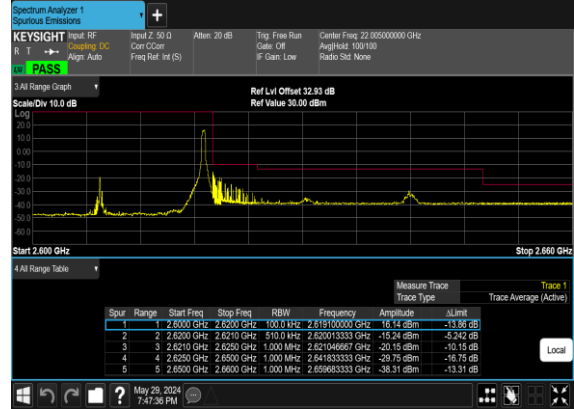 Spectrum Analyzer 1
Spurious Emissions
+
KEYSIGHT Input: RF Input Z: 50 Ω Atten: 20 dB Trig: Free Run Center Freq: 22.005000000 GHz
R T Coupling: DC Corr CCorr Gate: Off Avg|Hold: 100/100
Align: Auto Freq Ref: Int (S) IF Gain: Low Radio Std: None
PASS
3 All Range Graph
Ref Lvl Offset 32.93 dB
Scale/Div 10.0 dB Ref Value 30.00 dBm
Log
20.0
10.0
0.00
-10.0
-20.0
-30.0
-40.0
-50.0
-60.0
Start 2.600 GHz Stop 2.660 GHz
4 All Range Table
Measure Trace Trace 1
Trace Type Trace Average (Active)
Spur Range Start Freq Stop Freq RBW Frequency Amplitude ΔLimit
1 1 2.6000 GHz 2.6200 GHz 100.0 kHz 2.619100000 GHz 16.14 dBm -13.86 dB
2 2 2.6200 GHz 2.6210 GHz 510.0 kHz 2.620013333 GHz -15.24 dBm -5.242 dB
3 3 2.6210 GHz 2.6250 GHz 1.000 MHz 2.621046667 GHz -20.15 dBm -10.15 dB
4 4 2.6250 GHz 2.6500 GHz 1.000 MHz 2.641833333 GHz -29.75 dBm -16.75 dB
5 5 2.6500 GHz 2.6600 GHz 1.000 MHz 2.659683333 GHz -38.31 dBm -13.31 dB
Local
?
May 29, 2024
7:47:36 PM